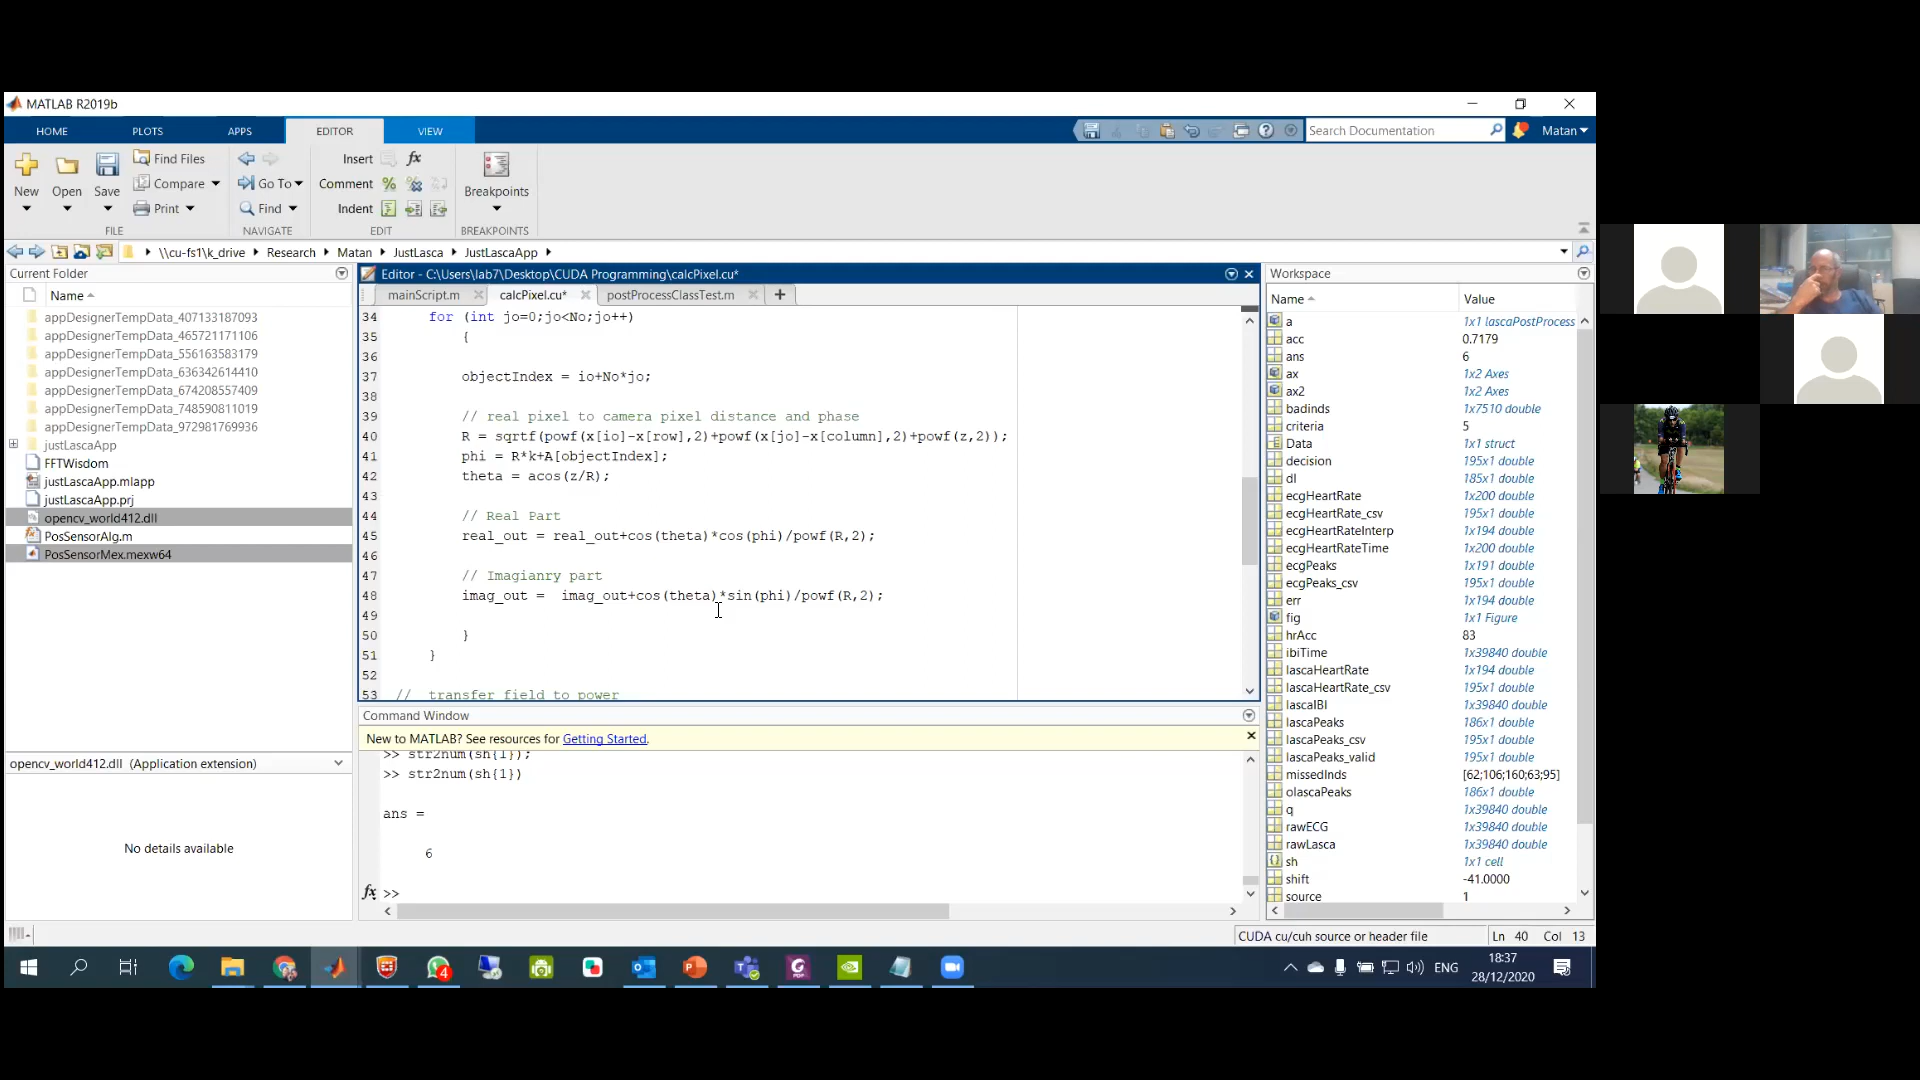 MATLAB R2019b
HOME PLOTS APPS EDITOR VIEW
Search Documentation
Matan
New
Open
Save
Find Files
Compare
Print
Go To
Find
Insert
fx
Comment
Indent
Breakpoints
FILE NAVIGATE EDIT BREAKPOINTS
\\cu-fs1\k_drive Research Matan JustLasca JustLascaApp
Current Folder
Name
appDesignerTempData_407133187093
appDesignerTempData_465721171106
appDesignerTempData_556163583179
appDesignerTempData_636342614410
appDesignerTempData_674208557409
appDesignerTempData_748590811019
appDesignerTempData_972981769936
justLascaApp
FFTWisdom
justLascaApp.mlapp
justLascaApp.prj
opencv_world412.dll
PosSensorAlg.m
PosSensorMex.mexw64
opencv_world412.dll (Application extension)
No details available
Editor - C:\Users\lab7\Desktop\CUDA Programming\calcPixel.cu*
mainScript.m calcPixel.cu* postProcessClassTest.m
34 for (int jo=0;jo<No;jo++)
35 {
36
37 objectIndex = io+No*jo;
38
39 // real pixel to camera pixel distance and phase
40 R = sqrtf(powf(x[io]-x[row],2)+powf(x[jo]-x[column],2)+powf(z,2));
41 phi = R*k+A[objectIndex];
42 theta = acos(z/R);
43
44 // Real Part
45 real_out = real_out+cos(theta)*cos(phi)/powf(R,2);
46
47 // Imagianry part
48 imag_out =  imag_out+cos(theta)*sin(phi)/powf(R,2);
49
50 }
51 }
52
53 // transfer field to power
Command Window
New to MATLAB? See resources for Getting Started.
>> str2num(sh{1});
>> str2num(sh{1})
ans =
6
fx >>
Workspace
Name Value
a 1x1 lascaPostProcess
acc 0.7179
ans 6
ax 1x2 Axes
ax2 1x2 Axes
badinds 1x7510 double
criteria 5
Data 1x1 struct
decision 195x1 double
dl 185x1 double
ecgHeartRate 1x200 double
ecgHeartRate_csv 195x1 double
ecgHeartRateInterp 1x194 double
ecgHeartRateTime 1x200 double
ecgPeaks 1x191 double
ecgPeaks_csv 195x1 double
err 1x194 double
fig 1x1 Figure
hrAcc 83
ibiTime 1x39840 double
lascaHeartRate 1x194 double
lascaHeartRate_csv 195x1 double
lascaIBI 1x39840 double
lascaPeaks 186x1 double
lascaPeaks_csv 195x1 double
lascaPeaks_valid 195x1 double
missedInds [62;106;160;63;95]
olascaPeaks 186x1 double
q 1x39840 double
rawECG 1x39840 double
rawLasca 1x39840 double
sh 1x1 cell
shift -41.0000
source 1
CUDA cu/cuh source or header file Ln 40 Col 13
4
ENG
18:37
28/12/2020